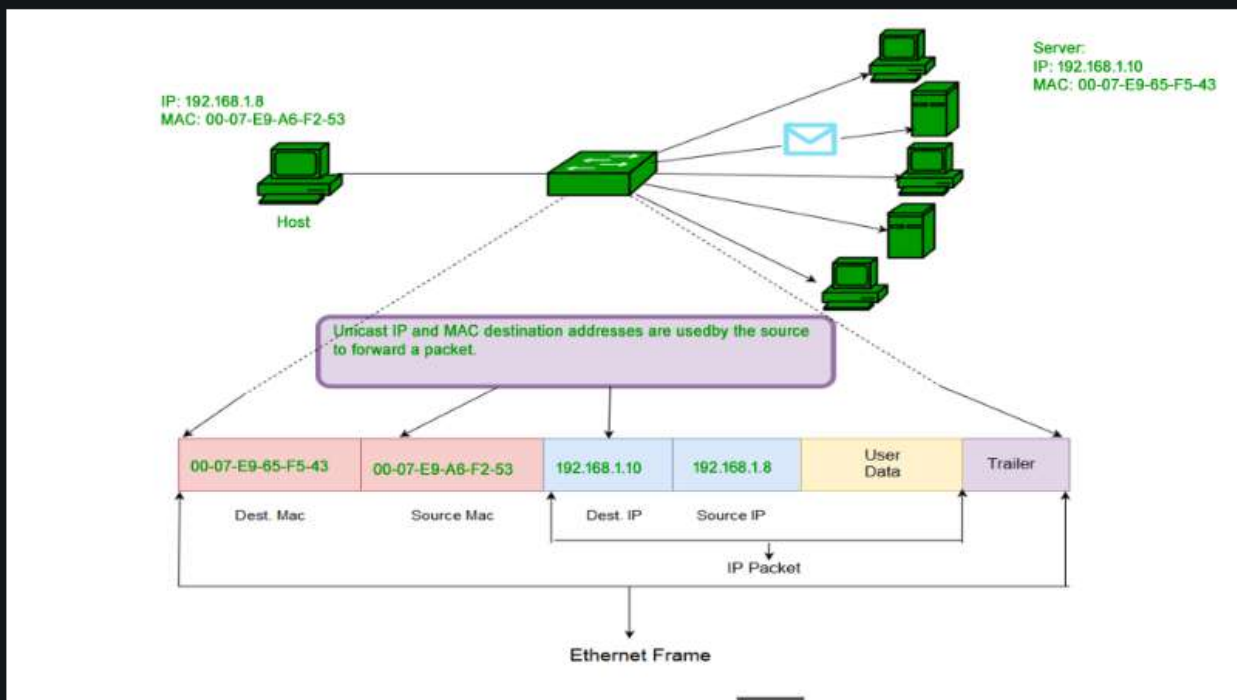 Server:
IP: 192.168.1.10
MAC: 00-07-E9-65-F5-43
IP: 192.168.1.8
MAC: 00-07-E9-A6-F2-53
Host
Unicast IP and MAC destination addresses are usedby the source
to forward a packet.
00-07-E9-65-F5-43
00-07-E9-A6-F2-53
192.168.1.10
192.168.1.8
User
Data
Trailer
Dest. Mac
Source Mac
Dest. IP
Source IP
IP Packet
Ethernet Frame